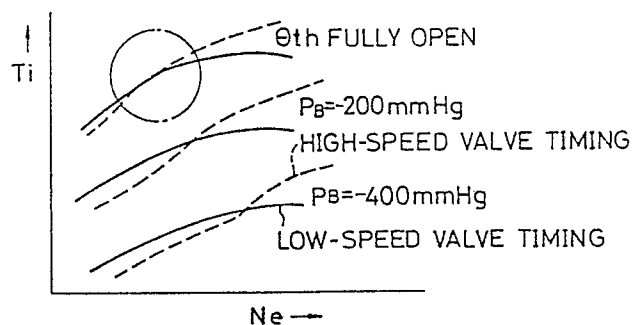 Ti
θth FULLY OPEN
PB=-200mmHg
HIGH-SPEED VALVE TIMING
PB=-400mmHg
LOW-SPEED VALVE TIMING
Ne